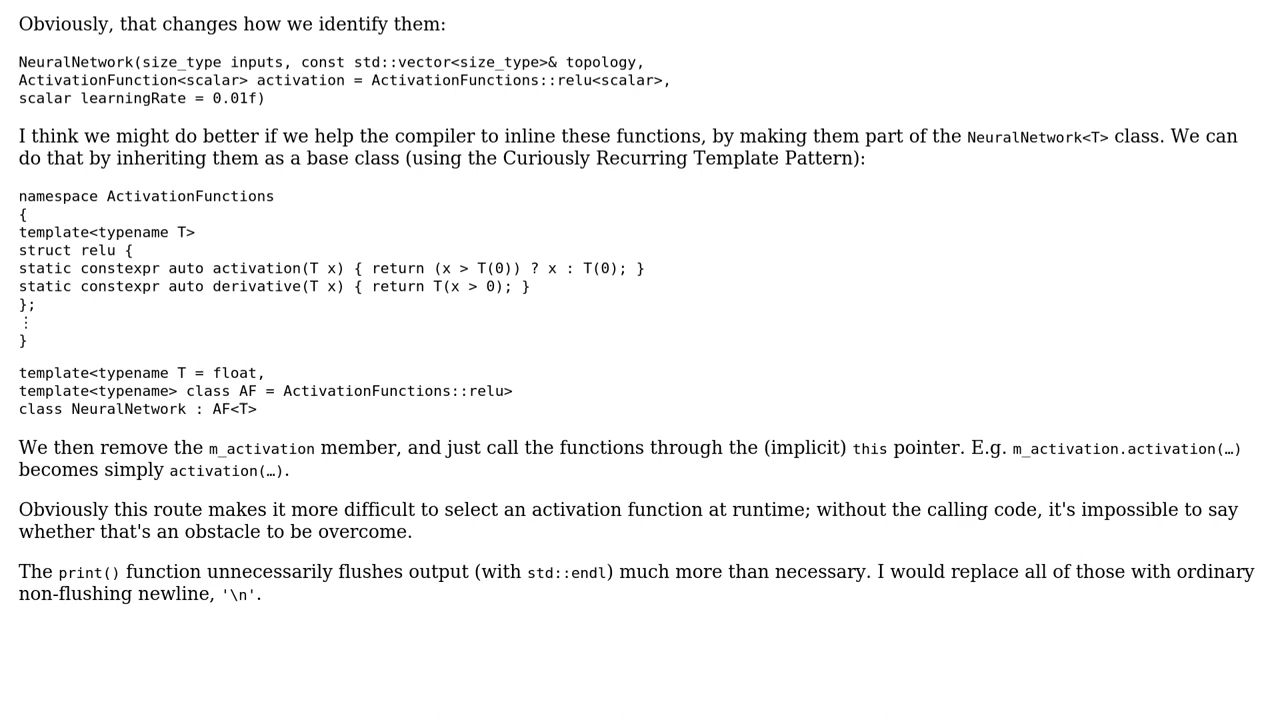 Obviously, that changes how we identify them:
NeuralNetwork(size_type inputs, const std::vector<size_type>& topology,
ActivationFunction<scalar> activation = ActivationFunctions::relu<scalar>,
scalar learningRate = 0.01f)
I think we might do better if we help the compiler to inline these functions, by making them part of the NeuralNetwork<T> class. We can
do that by inheriting them as a base class (using the Curiously Recurring Template Pattern):
namespace ActivationFunctions
{
template<typename T>
struct relu {
static constexpr auto activation(T x) { return (x > T(0)) ? x : T(0); }
static constexpr auto derivative(T x) { return T(x > 0); }
};
⋮
}
template<typename T = float,
template<typename> class AF = ActivationFunctions::relu>
class NeuralNetwork : AF<T>
We then remove the m_activation member, and just call the functions through the (implicit) this pointer. E.g. m_activation.activation(…)
becomes simply activation(…).
Obviously this route makes it more difficult to select an activation function at runtime; without the calling code, it's impossible to say
whether that's an obstacle to be overcome.
The print() function unnecessarily flushes output (with std::endl) much more than necessary. I would replace all of those with ordinary
non-flushing newline, '\n'.